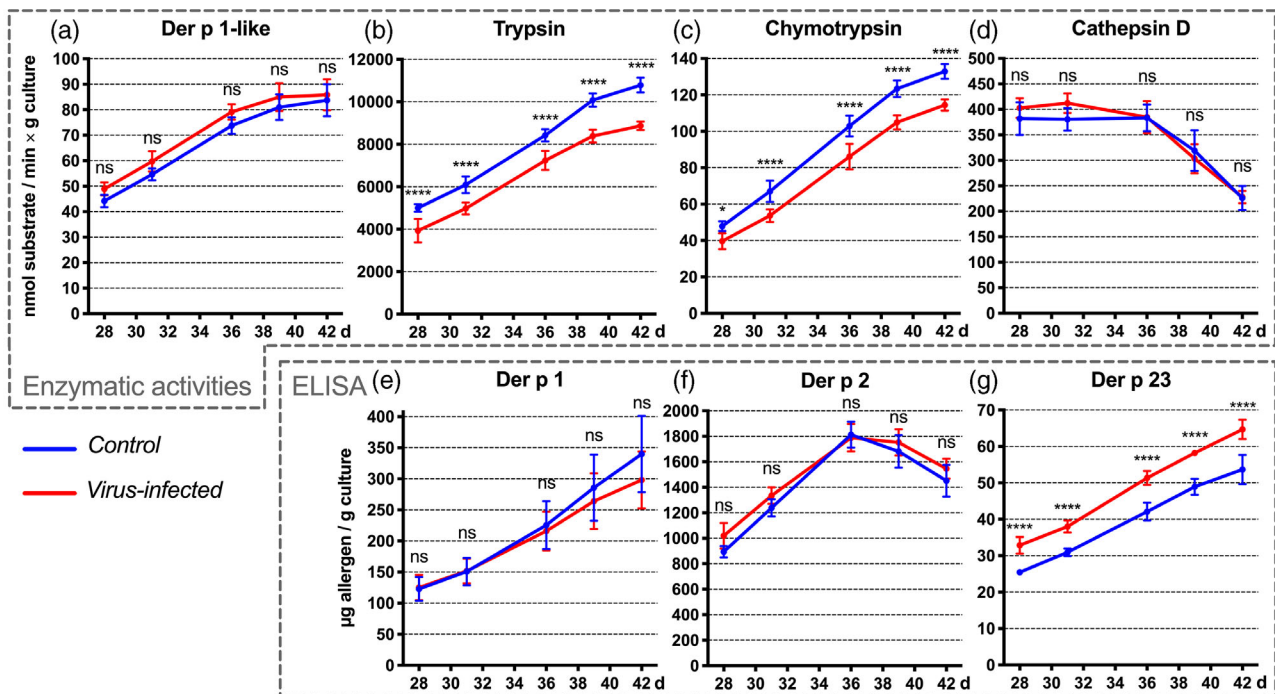 (a) Der p 1-like
(b) Trypsin
(c) Chymotrypsin
(d) Cathepsin D
nmol substrate / min × g culture
100
90
80
70
60
50
40
30
20
10
0
ns ns ns ns ns
28 30 32 34 36 38 40 42 d
12000
10000
8000
6000
4000
2000
0
**** **** **** **** ****
28 30 32 34 36 38 40 42 d
140
120
100
80
60
40
20
0
* **** **** **** ****
28 30 32 34 36 38 40 42 d
500
450
400
350
300
250
200
150
100
50
0
ns ns ns ns ns
28 30 32 34 36 38 40 42 d
Enzymatic activities
ELISA
Control
Virus-infected
(e) Der p 1
(f) Der p 2
(g) Der p 23
µg allergen / g culture
400
350
300
250
200
150
100
50
0
ns ns ns ns ns
28 30 32 34 36 38 40 42 d
2000
1800
1600
1400
1200
1000
800
600
400
200
0
ns ns ns ns ns
28 30 32 34 36 38 40 42 d
70
60
50
40
30
20
10
0
**** **** **** **** ****
28 30 32 34 36 38 40 42 d